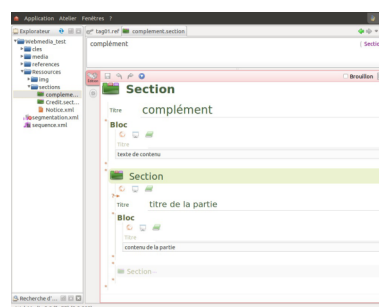 Application Atelier Fenêtres ?
Explorateur
tag01.ref complement.section
Webmedia_test
cles
media
references
Ressources
img
sections
compleme...
Credit.sect...
Notice.xml
segmentation.xml
sequence.xml
complément
( Sectio
Brouillon
Section
Titre complément
Bloc
Titre
texte de contenu
Section
Titre titre de la partie
Bloc
Titre
contenu de la partie
Section
Recherche d'...